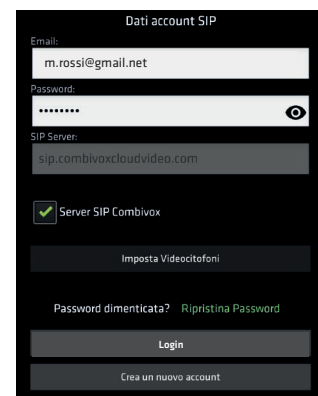 Dati account SIP
Email:
m.rossi@gmail.net
Password:
••••••••
SIP Server:
sip.combivoxcloudvideo.com
Server SIP Combivox
Imposta Videocitofoni
Password dimenticata? Ripristina Password
Login
Crea un nuovo account